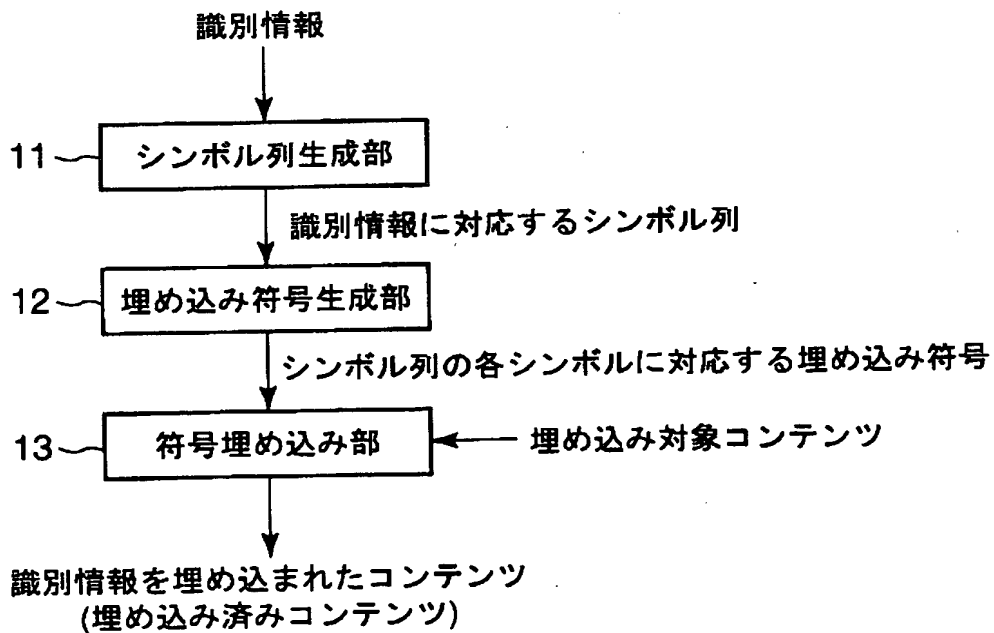 識別情報
11
シンボル列生成部
識別情報に対応するシンボル列
12
埋め込み符号生成部
シンボル列の各シンボルに対応する埋め込み符号
13
符号埋め込み部
埋め込み対象コンテンツ
識別情報を埋め込まれたコンテンツ
(埋め込み済みコンテンツ)